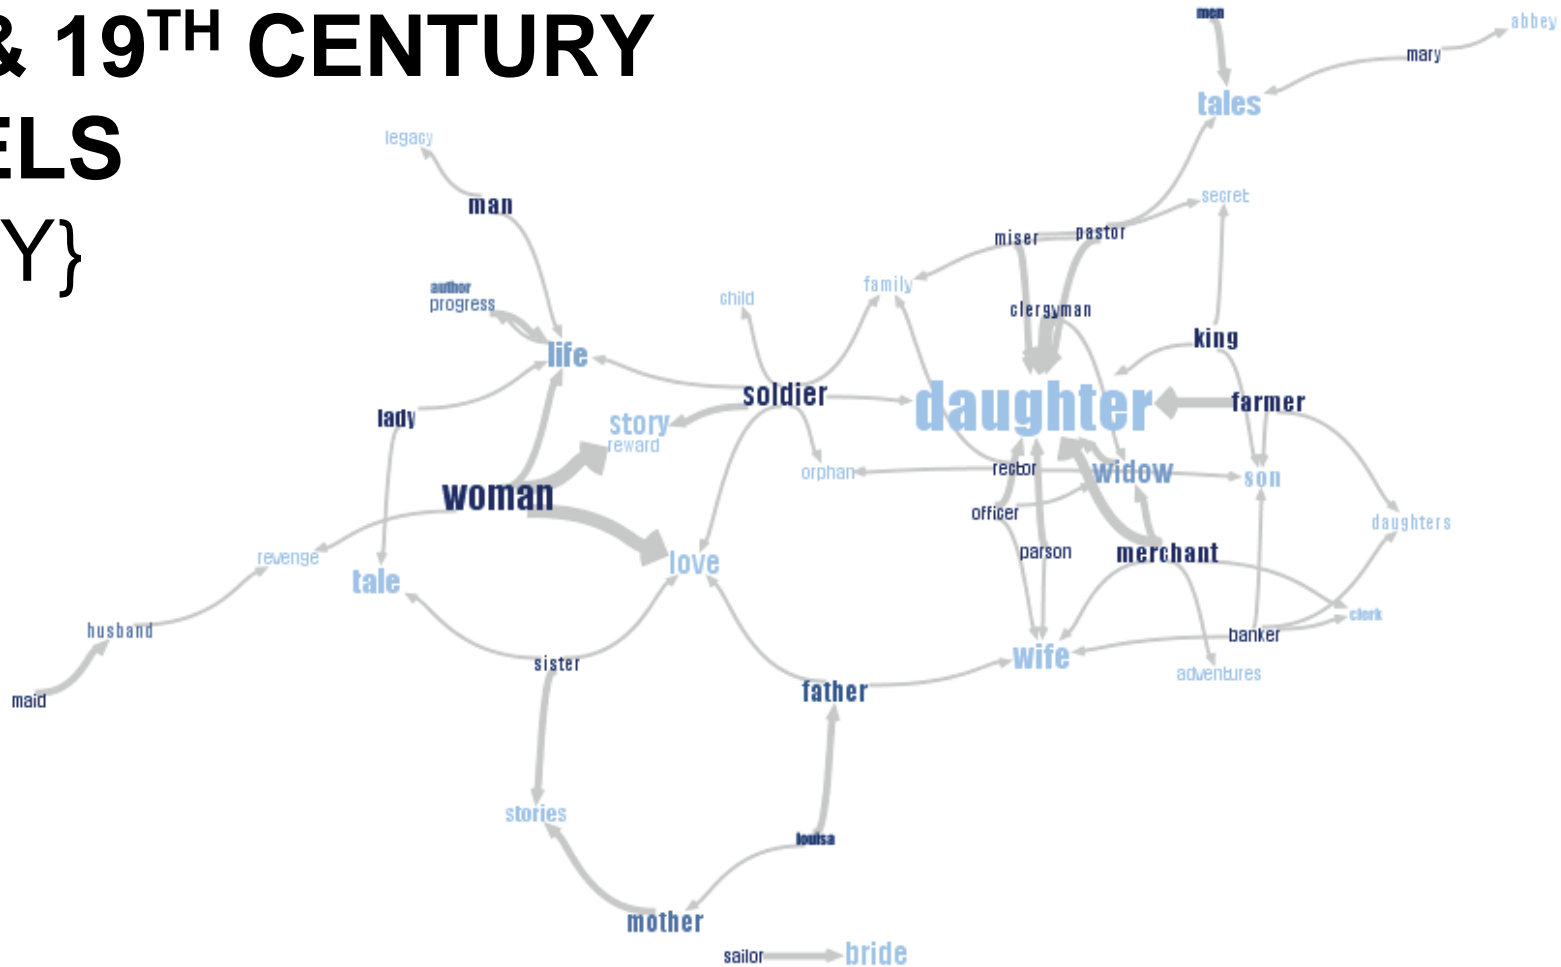 & 19TH CENTURY
ELS
Y}
men
abbey
mary
tales
legacy
secret
man
miser
pastor
family
author
progress
child
clergyman
king
life
soldier
daughter
farmer
lady
story
reward
orphan
rector
widow
son
woman
officer
daughters
parson
merchant
revenge
love
tale
clerk
husband
banker
wife
sister
adventures
maid
father
stories
louisa
mother
sailor
bride